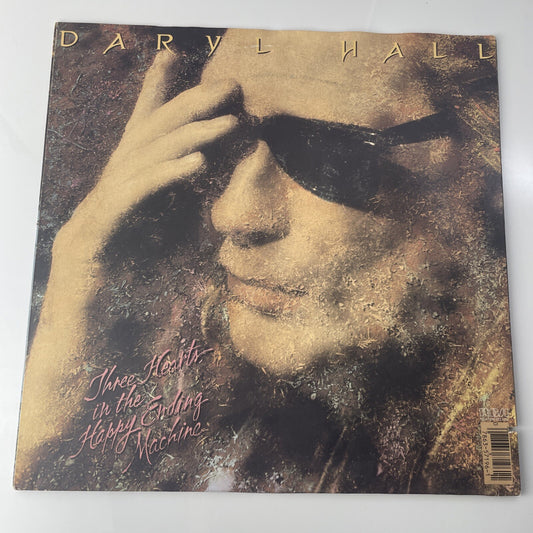 DARYL HALL
Three Hearts
in the
Happy Ending
Machine